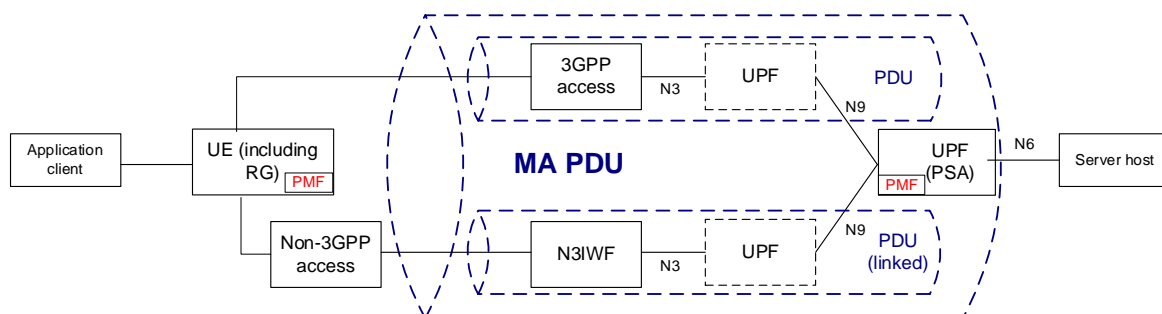 3GPP
access
N3
UPF
PDU
N9
Application
client
UE (including
RG)
PMF
MA PDU
UPF
(PSA)
PMF
N6
Server host
Non-3GPP
access
N3IWF
N3
UPF
N9
PDU
(linked)